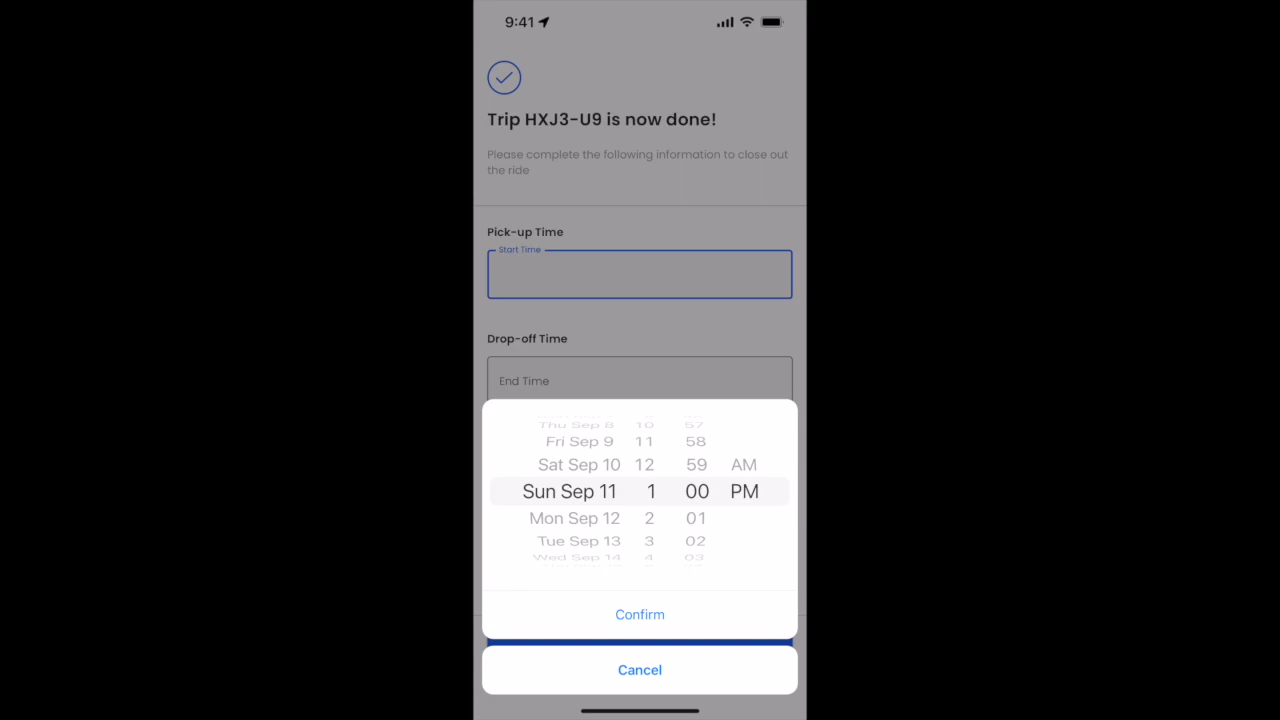 9:41
Trip HXJ3-U9 is now done!
Please complete the following information to close out
the ride
Pick-up Time
Start Time
Drop-off Time
End Time
Thu Sep 8 10 57
Fri Sep 9 11 58
Sat Sep 10 12 59 AM
Sun Sep 11 1 00 PM
Mon Sep 12 2 01
Tue Sep 13 3 02
Wed Sep 14 4 03
Confirm
Cancel